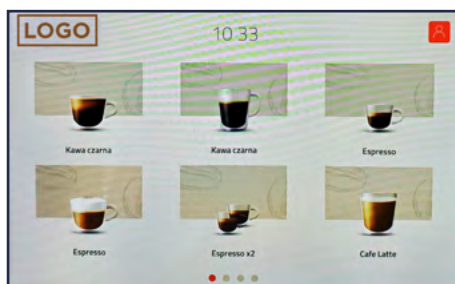 LOGO
10 33
Kawa czarna
Kawa czarna
Espresso
Espresso
Espresso x2
Cafe Latte